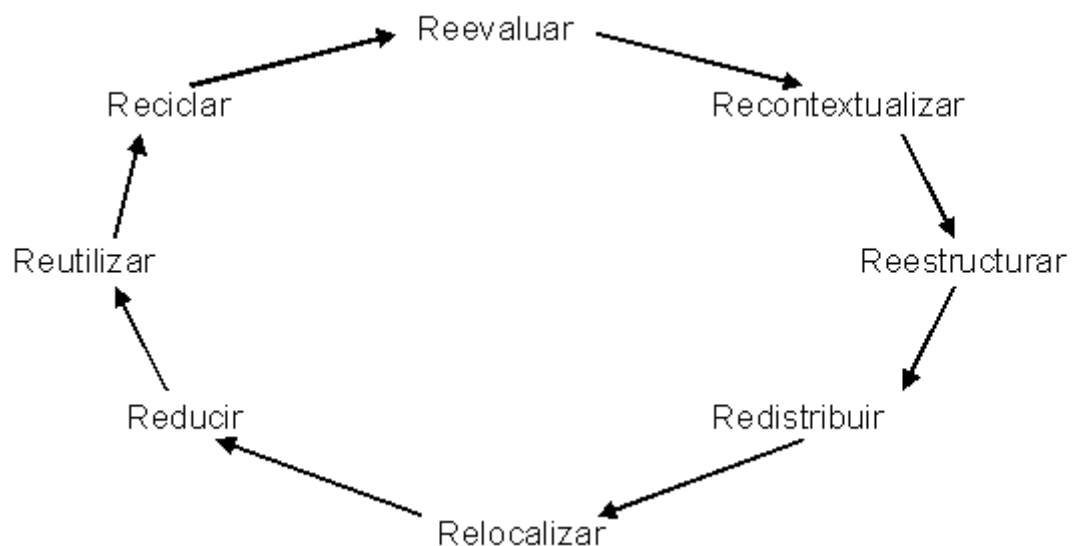 Reevaluar
Reciclar
Recontextualizar
Reutilizar
Reestructurar
Reducir
Redistribuir
Relocalizar